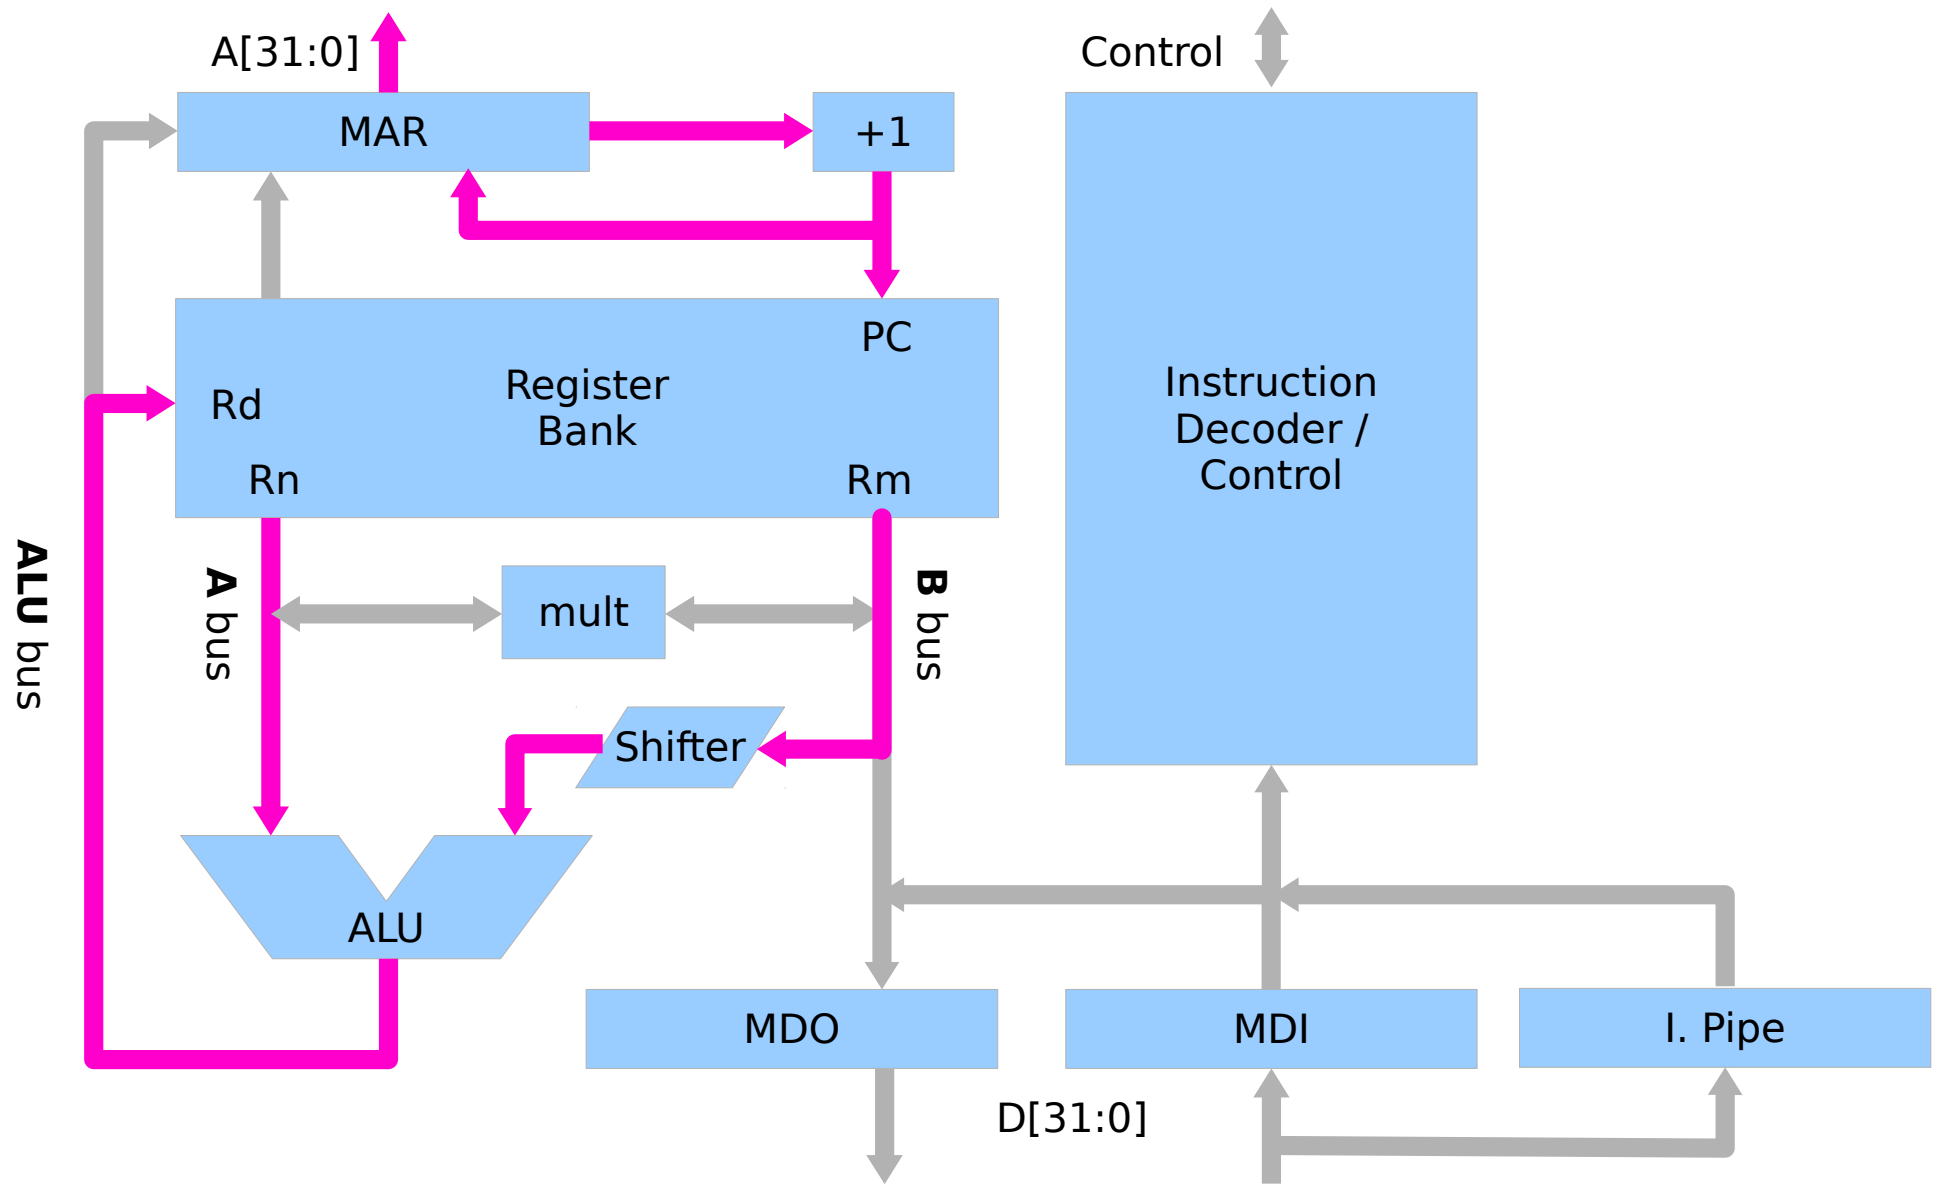 A[31:0]
Control
MAR
+1
PC
Register
Bank
Rd
Rn
Rm
Instruction
Decoder /
Control
ALU bus
A bus
mult
B bus
Shifter
ALU
MDO
MDI
I. Pipe
D[31:0]